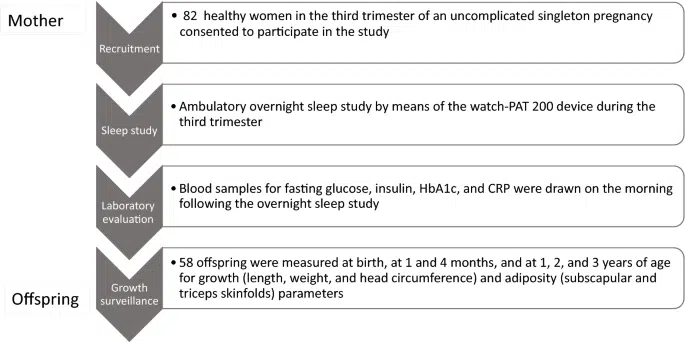 Mother
Recruitment
• 82 healthy women in the third trimester of an uncomplicated singleton pregnancy
consented to participate in the study
Sleep study
• Ambulatory overnight sleep study by means of the watch-PAT 200 device during the
third trimester
Laboratory
evaluation
• Blood samples for fasting glucose, insulin, HbA1c, and CRP were drawn on the morning
following the overnight sleep study
Offspring
Growth
surveillance
• 58 offspring were measured at birth, at 1 and 4 months, and at 1, 2, and 3 years of age
for growth (length, weight, and head circumference) and adiposity (subscapular and
triceps skinfolds) parameters